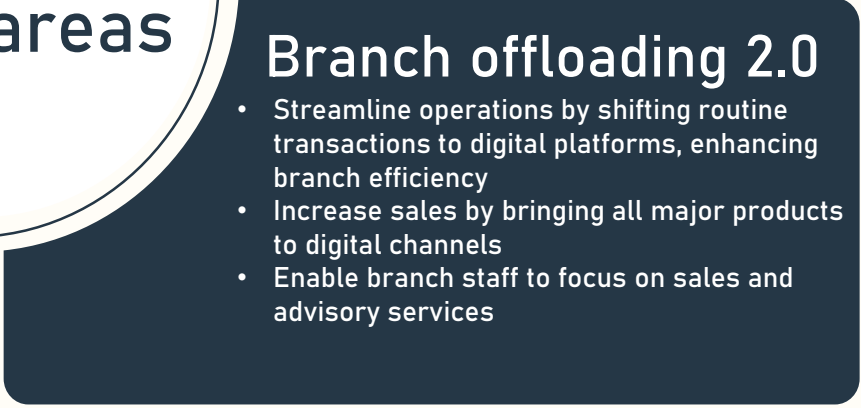 areas
Branch offloading 2.0
• Streamline operations by shifting routine
transactions to digital platforms, enhancing
branch efficiency
• Increase sales by bringing all major products
to digital channels
• Enable branch staff to focus on sales and
advisory services